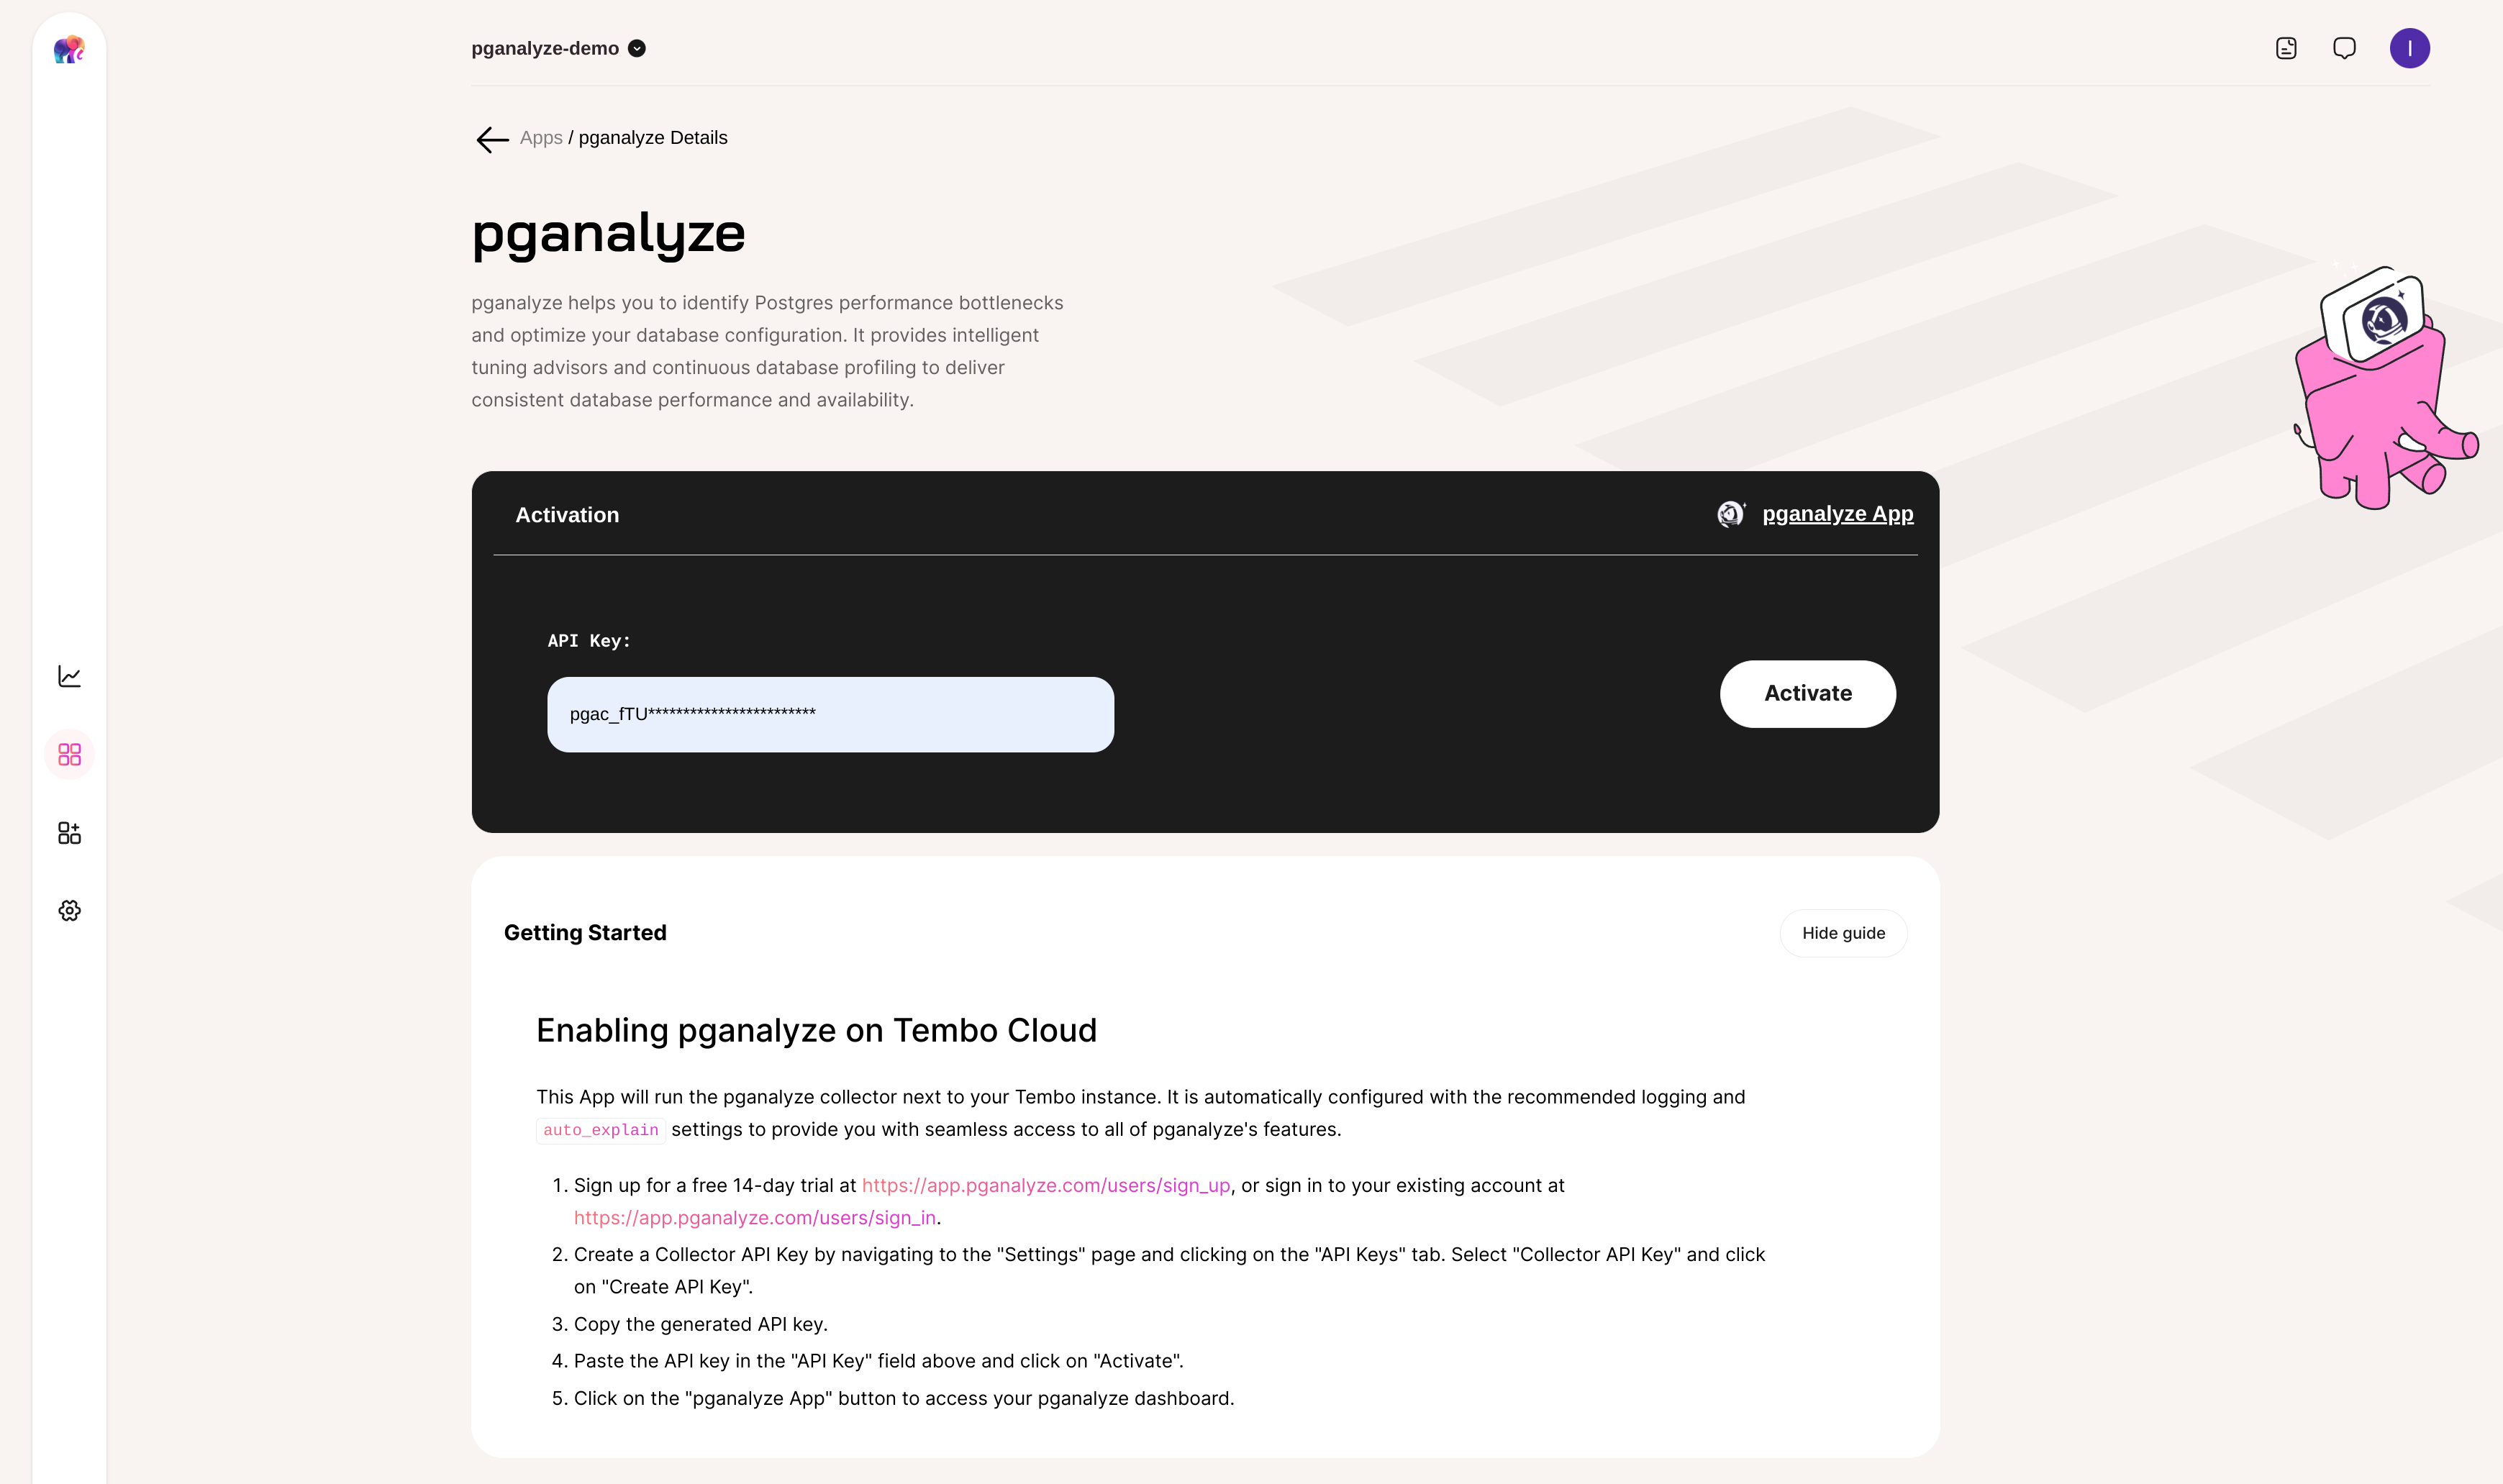 pganalyze-demo
I
Apps / pganalyze Details
pganalyze
pganalyze helps you to identify Postgres performance bottlenecks
and optimize your database configuration. It provides intelligent
tuning advisors and continuous database profiling to deliver
consistent database performance and availability.
Activation
pganalyze App
API Key:
pgac_fTU************************
Activate
Getting Started
Hide guide
Enabling pganalyze on Tembo Cloud
This App will run the pganalyze collector next to your Tembo instance. It is automatically configured with the recommended logging and
auto_explain settings to provide you with seamless access to all of pganalyze's features.
1. Sign up for a free 14-day trial at https://app.pganalyze.com/users/sign_up, or sign in to your existing account at
https://app.pganalyze.com/users/sign_in.
2. Create a Collector API Key by navigating to the "Settings" page and clicking on the "API Keys" tab. Select "Collector API Key" and click
on "Create API Key".
3. Copy the generated API key.
4. Paste the API key in the "API Key" field above and click on "Activate".
5. Click on the "pganalyze App" button to access your pganalyze dashboard.